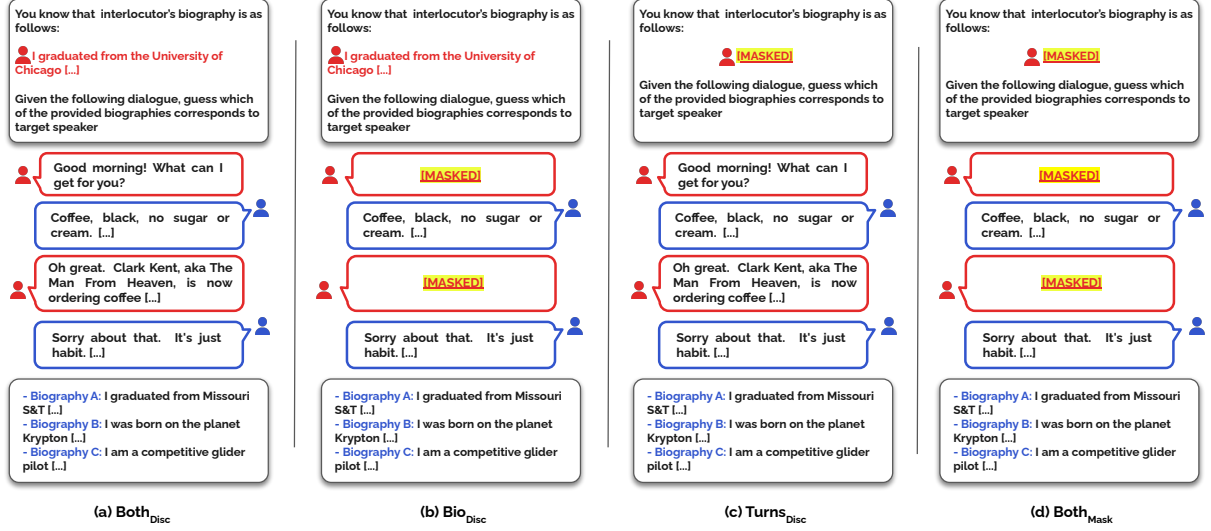 You know that interlocutor's biography is as
follows:
I graduated from the University of
Chicago [...]
Given the following dialogue, guess which
of the provided biographies corresponds to
target speaker
Good morning! What can I
get for you?
Coffee, black, no sugar or
cream. [...]
Oh great. Clark Kent, aka The
Man From Heaven, is now
ordering coffee [...]
Sorry about that. It's just
habit. [...]
- Biography A: I graduated from Missouri
S&T [...]
- Biography B: I was born on the planet
Krypton [...]
- Biography C: I am a competitive glider
pilot [...]
(a) Both Disc
You know that interlocutor's biography is as
follows:
I graduated from the University of
Chicago [...]
Given the following dialogue, guess which
of the provided biographies corresponds to
target speaker
[MASKED]
Coffee, black, no sugar or
cream. [...]
[MASKED]
Sorry about that. It's just
habit. [...]
- Biography A: I graduated from Missouri
S&T [...]
- Biography B: I was born on the planet
Krypton [...]
- Biography C: I am a competitive glider
pilot [...]
(b) Bio Disc
You know that interlocutor's biography is as
follows:
[MASKED]
Given the following dialogue, guess which
of the provided biographies corresponds to
target speaker
Good morning! What can I
get for you?
Coffee, black, no sugar or
cream. [...]
Oh great. Clark Kent, aka The
Man From Heaven, is now
ordering coffee [...]
Sorry about that. It's just
habit. [...]
- Biography A: I graduated from Missouri
S&T [...]
- Biography B: I was born on the planet
Krypton [...]
- Biography C: I am a competitive glider
pilot [...]
(c) Turns Disc
You know that interlocutor's biography is as
follows:
[MASKED]
Given the following dialogue, guess which
of the provided biographies corresponds to
target speaker
[MASKED]
Coffee, black, no sugar or
cream. [...]
[MASKED]
Sorry about that. It's just
habit. [...]
- Biography A: I graduated from Missouri
S&T [...]
- Biography B: I was born on the planet
Krypton [...]
- Biography C: I am a competitive glider
pilot [...]
(d) Both Mask